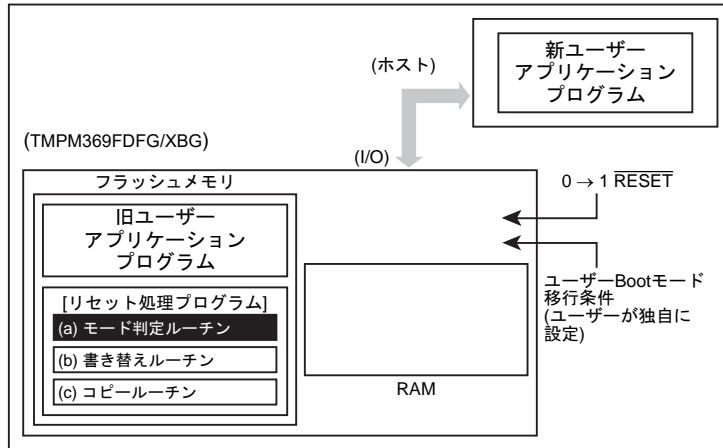 新ユーザー
アプリケーション
プログラム
(ホスト)
(TMPM369FDFG/XBG)
(I/O)
フラッシュメモリ
旧ユーザー
アプリケーション
プログラム
[リセット処理プログラム]
(a) モード判定ルーチン
(b) 書き替えルーチン
(c) コピールーチン
RAM
0 → 1 RESET
ユーザーBootモード
移行条件
(ユーザーが独自に
設定)